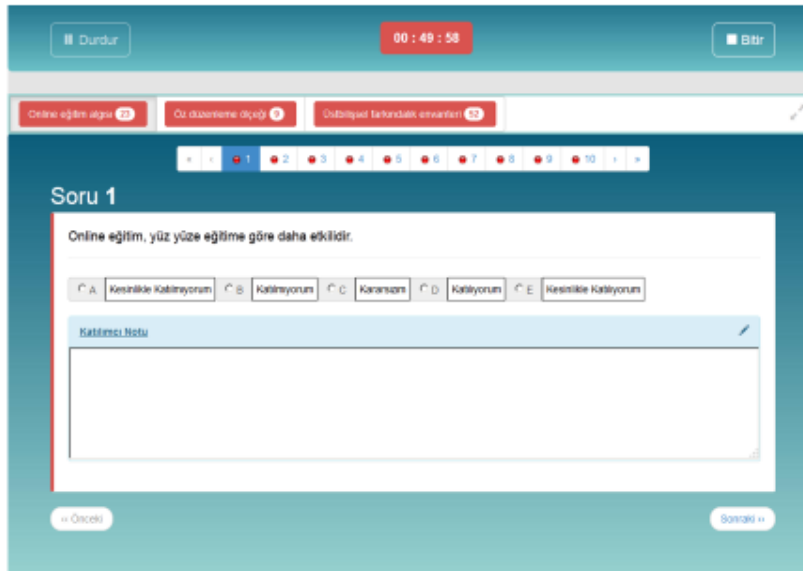 Durdur
00 : 49 : 58
Bitir
Online eğitim algısı 23 Öz düzenleme ölçeği 9 Üstbilişsel farkındalık envanteri 52
« ‹ 1 2 3 4 5 6 7 8 9 10 › »
Soru 1
Online eğitim, yüz yüze eğitime göre daha etkilidir.
A Kesinlikle Katılmıyorum B Katılmıyorum C Kararsızım D Katılıyorum E Kesinlikle Katılıyorum
Katılımcı Notu
‹‹ Önceki
Sonraki ››